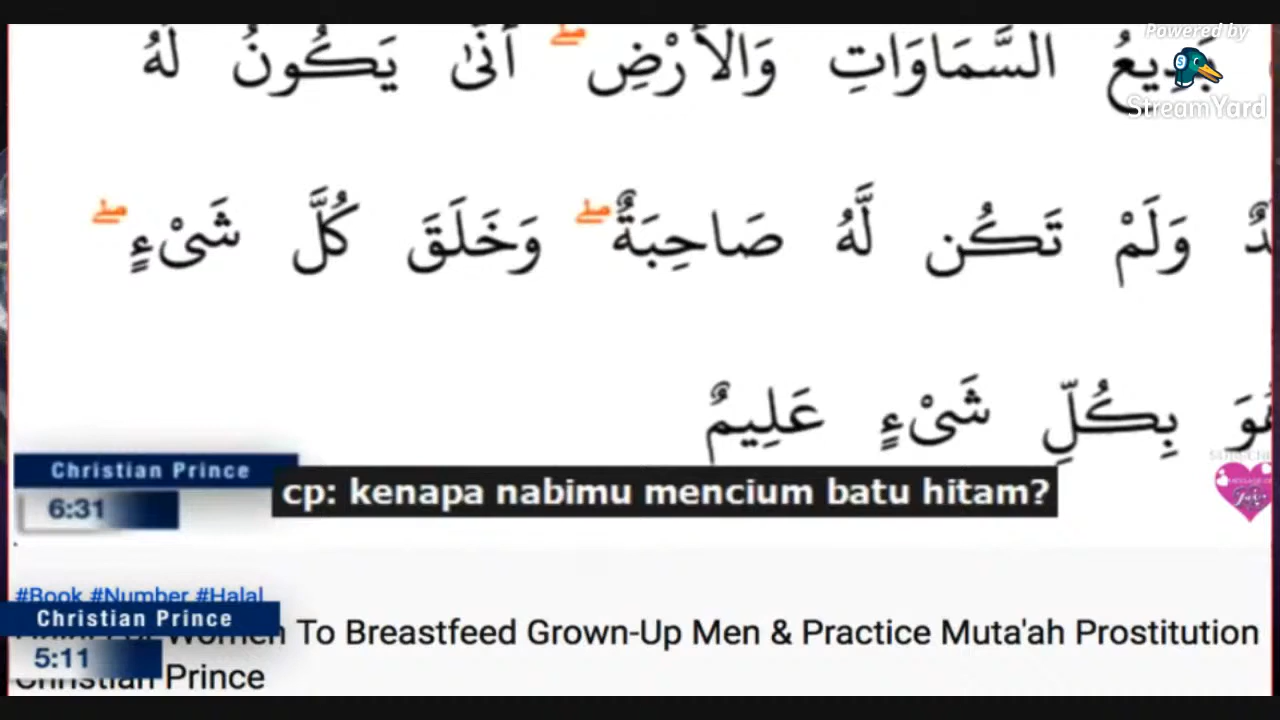 Powered by
StreamYard
بَدِيعُ السَّمَاوَاتِ وَالْأَرْضِ ۖ أَنَّىٰ يَكُونُ لَهُ
وَلَمْ تَكُن لَّهُ صَاحِبَةٌ ۖ وَخَلَقَ كُلَّ شَيْءٍ ۖ
بِكُلِّ شَيْءٍ عَلِيمٌ
Christian Prince
6:31
cp: kenapa nabimu mencium batu hitam?
#Book #Number #Halal
Christian Prince
Women To Breastfeed Grown-Up Men & Practice Muta'ah Prostitution
5:11
Christian Prince